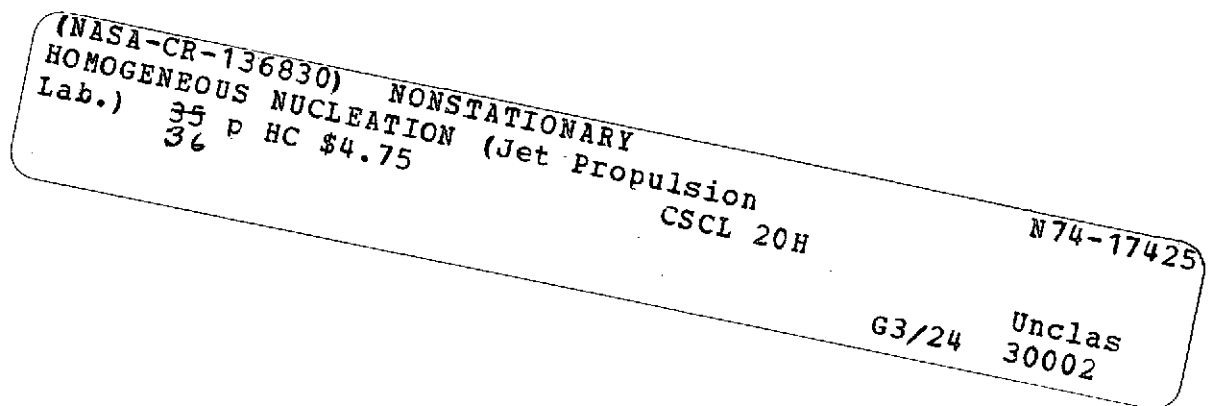 (NASA-CR-136830) NONSTATIONARY
HOMOGENEOUS NUCLEATION (Jet Propulsion
Lab.) 35 p HC $4.75
36
CSCL 20H
N74-17425
Unclas
G3/24 30002